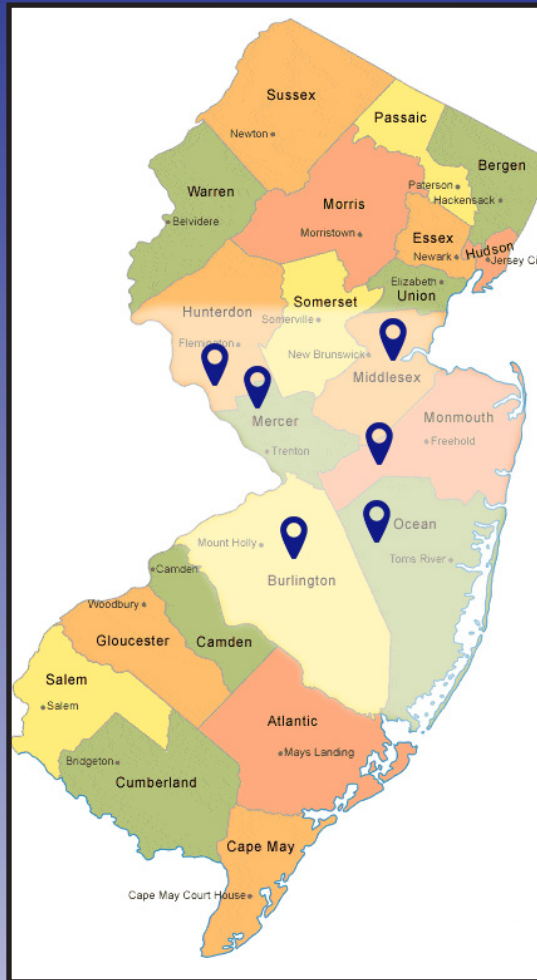 Sussex
Newton
Passaic
Bergen
Paterson
Hackensack
Warren
Belvidere
Morris
Morristown
Essex
Newark
Hudson
Jersey Ci
Elizabeth
Union
Hunterdon
Somerset
Somerville
Flemington
New Brunswick
Middlesex
Mercer
Monmouth
Freehold
Trenton
Ocean
Mount Holly
Toms River
Burlington
Camden
Woodbury
Gloucester
Camden
Salem
Salem
Atlantic
Mays Landing
Bridgeton
Cumberland
Cape May
Cape May Court House